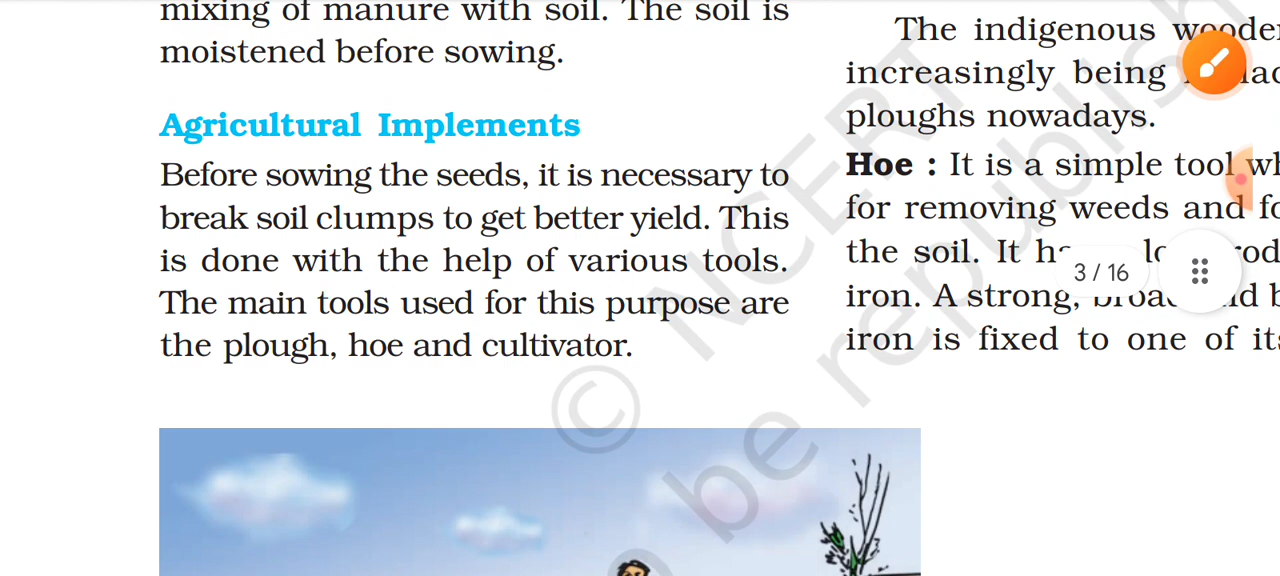 mixing of manure with soil. The soil is
moistened before sowing.
Agricultural Implements
Before sowing the seeds, it is necessary to
break soil clumps to get better yield. This
is done with the help of various tools.
The main tools used for this purpose are
the plough, hoe and cultivator.
The indigenous
increasingly being
ploughs nowadays.
Hoe : It is a simple tool
for removing weeds and
the soil. It
iron. A strong,
iron is fixed to one of
3 / 16
© NCERT
be republish